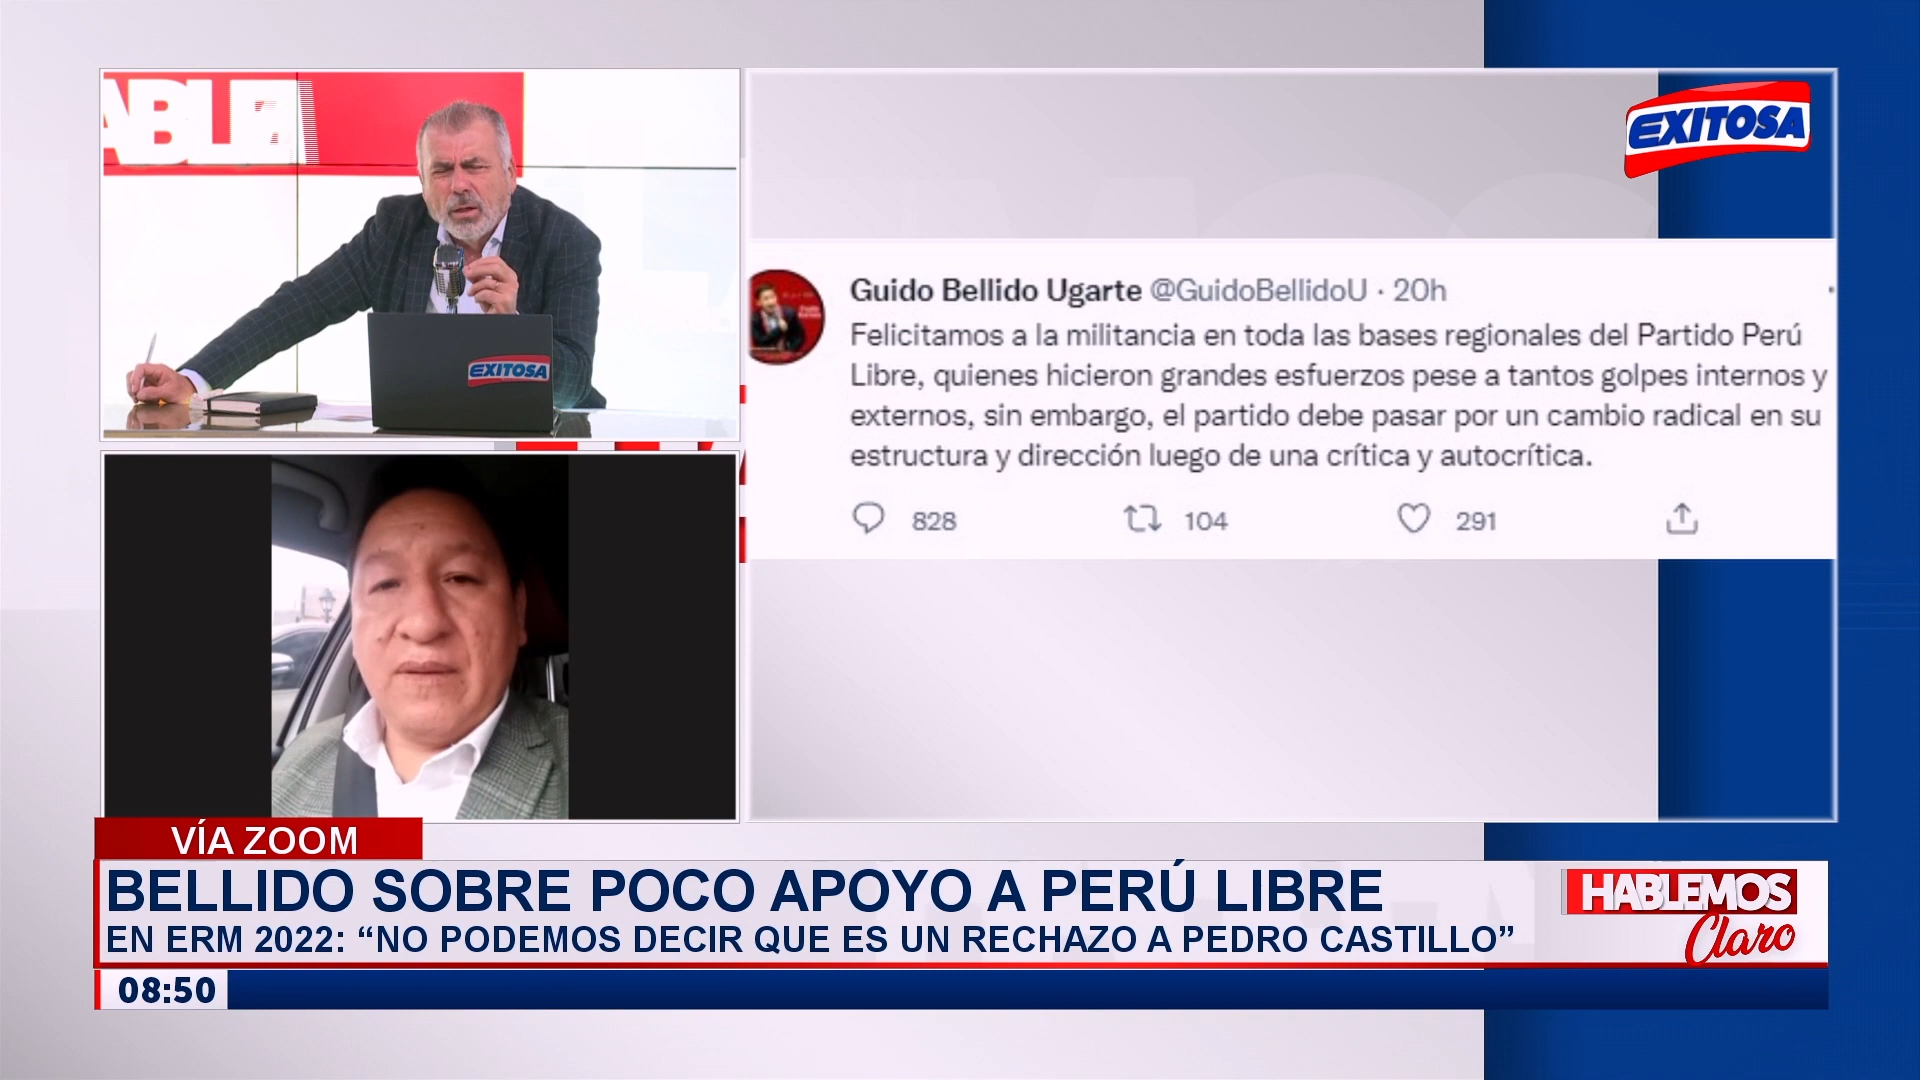 ABLE
EXITOSA
EXITOSA
Guido Bellido Ugarte @GuidoBellidoU · 20h
Felicitamos a la militancia en toda las bases regionales del Partido Perú
Libre, quienes hicieron grandes esfuerzos pese a tantos golpes internos y
externos, sin embargo, el partido debe pasar por un cambio radical en su
estructura y dirección luego de una crítica y autocrítica.
828 104 291
VÍA ZOOM
BELLIDO SOBRE POCO APOYO A PERÚ LIBRE
EN ERM 2022: “NO PODEMOS DECIR QUE ES UN RECHAZO A PEDRO CASTILLO”
HABLEMOS
Claro
08:50